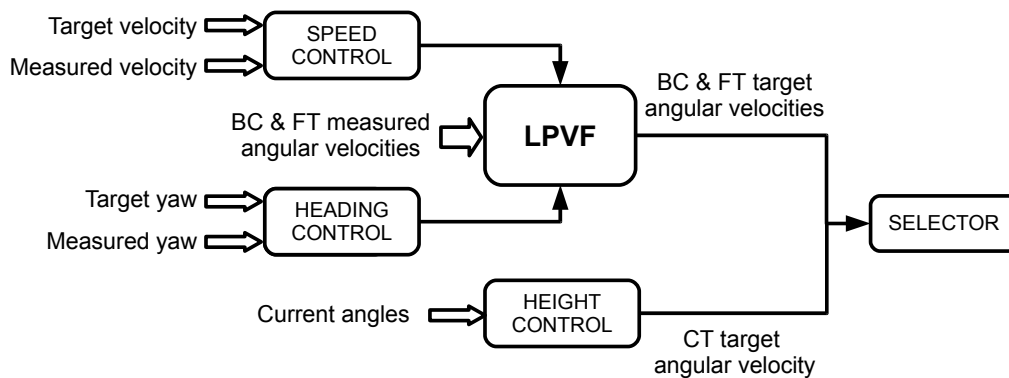 Target velocity
Measured velocity
SPEED
CONTROL
BC & FT measured
angular velocities
LPVF
BC & FT target
angular velocities
Target yaw
Measured yaw
HEADING
CONTROL
SELECTOR
Current angles
HEIGHT
CONTROL
CT target
angular velocity